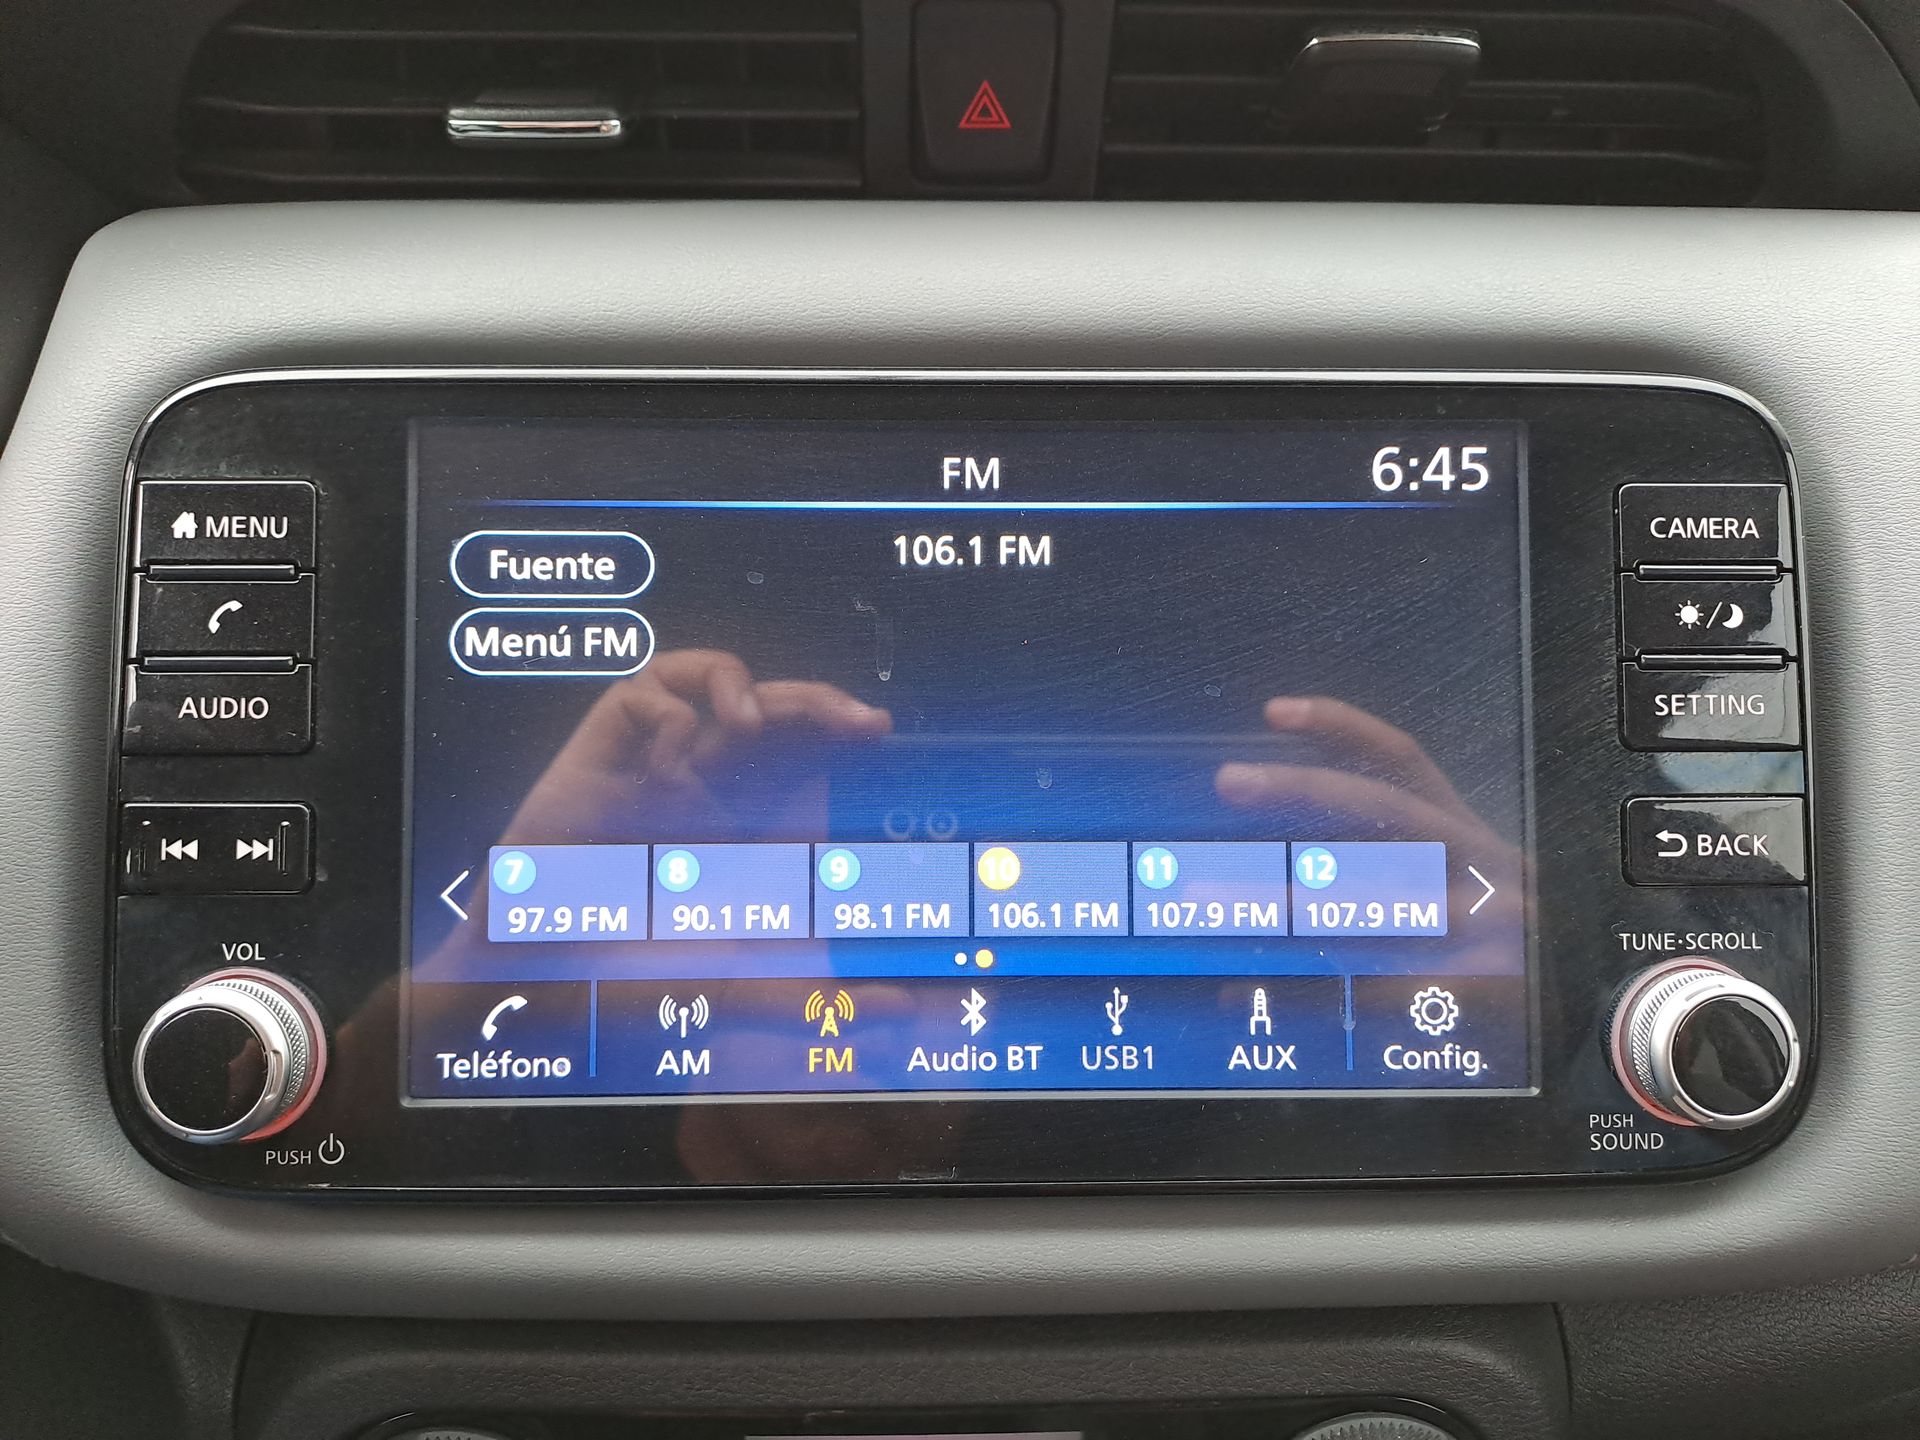 FM
6:45
MENU
AUDIO
VOL
PUSH
Fuente
Menú FM
106.1 FM
7
97.9 FM
8
90.1 FM
9
98.1 FM
10
106.1 FM
11
107.9 FM
12
107.9 FM
Teléfono
AM
FM
Audio BT
USB1
AUX
Config.
CAMERA
SETTING
BACK
TUNE·SCROLL
PUSH
SOUND